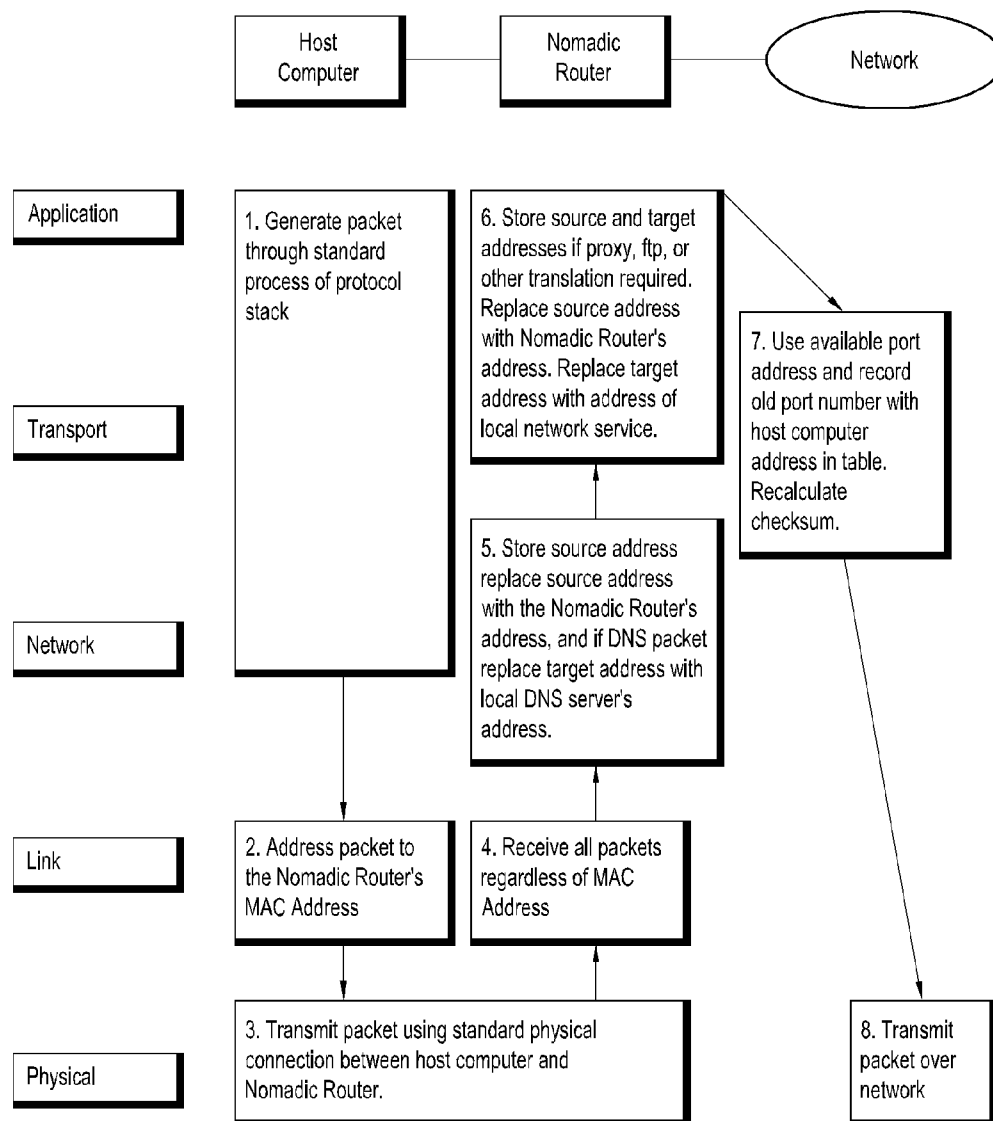 Host
Computer
Nomadic
Router
Network
Application
1. Generate packet
through standard
process of protocol
stack
6. Store source and target
addresses if proxy, ftp, or
other translation required.
Replace source address
with Nomadic Router's
address. Replace target
address with address of
local network service.
7. Use available port
address and record
old port number with
host computer
address in table.
Recalculate
checksum.
Transport
5. Store source address
replace source address
with the Nomadic Router's
address, and if DNS packet
replace target address with
local DNS server's
address.
Network
Link
2. Address packet to
the Nomadic Router's
MAC Address
4. Receive all packets
regardless of MAC
Address
Physical
3. Transmit packet using standard physical
connection between host computer and
Nomadic Router.
8. Transmit
packet over
network